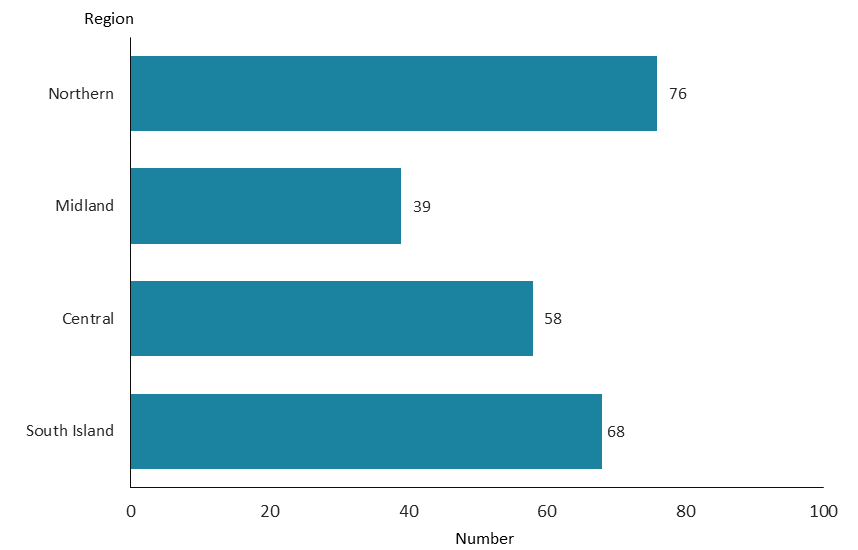 Region
Northern 76
Midland 39
Central 58
South Island 68
0 20 40 60 80 100
Number